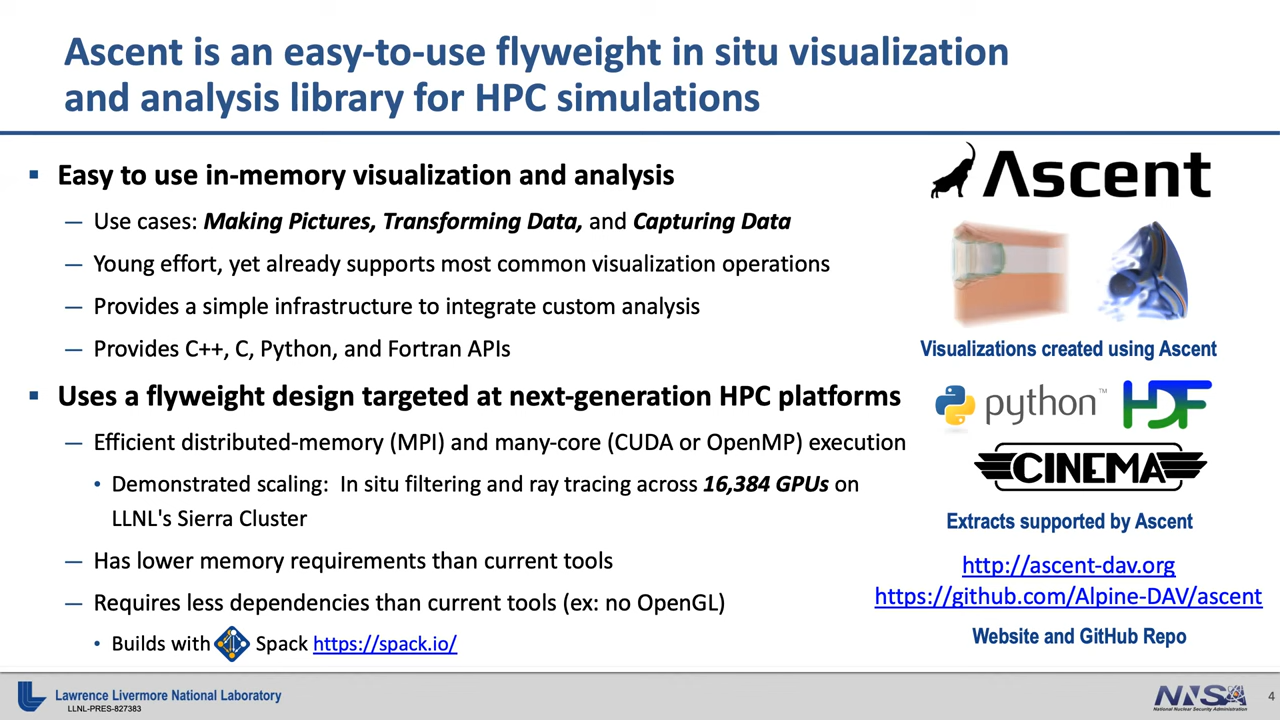 Ascent is an easy-to-use flyweight in situ visualization
and analysis library for HPC simulations
▪ Easy to use in-memory visualization and analysis
— Use cases: Making Pictures, Transforming Data, and Capturing Data
— Young effort, yet already supports most common visualization operations
— Provides a simple infrastructure to integrate custom analysis
— Provides C++, C, Python, and Fortran APIs
▪ Uses a flyweight design targeted at next-generation HPC platforms
— Efficient distributed-memory (MPI) and many-core (CUDA or OpenMP) execution
• Demonstrated scaling: In situ filtering and ray tracing across 16,384 GPUs on
LLNL's Sierra Cluster
— Has lower memory requirements than current tools
— Requires less dependencies than current tools (ex: no OpenGL)
• Builds with Spack https://spack.io/
Ascent
Visualizations created using Ascent
python™
HDF
CINEMA
Extracts supported by Ascent
http://ascent-dav.org
https://github.com/Alpine-DAV/ascent
Website and GitHub Repo
Lawrence Livermore National Laboratory
LLNL-PRES-827383
NNSA
National Nuclear Security Administration
4